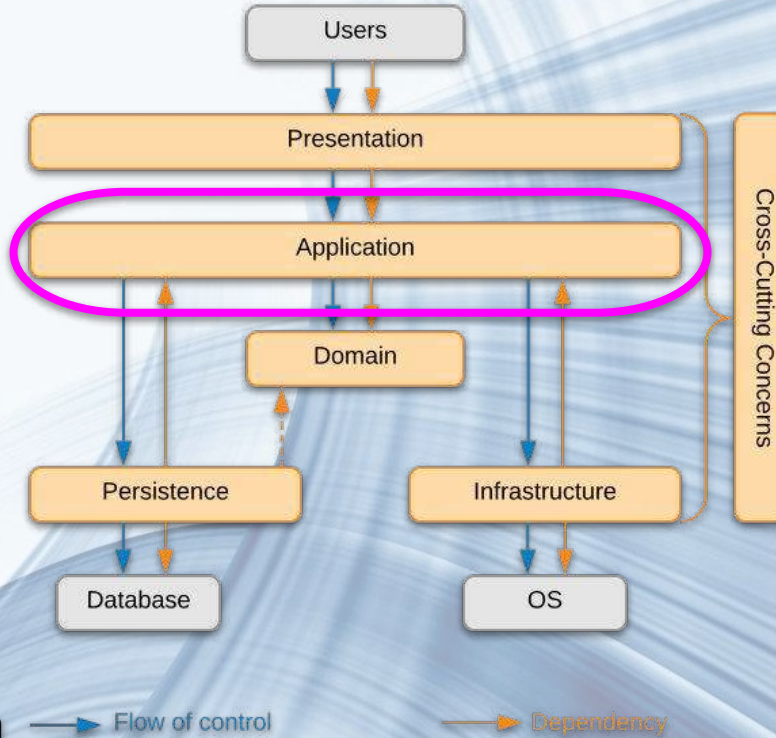 Users
Presentation
Application
Cross-Cutting Concerns
Domain
Persistence
Infrastructure
Database
OS
Flow of control
Dependency